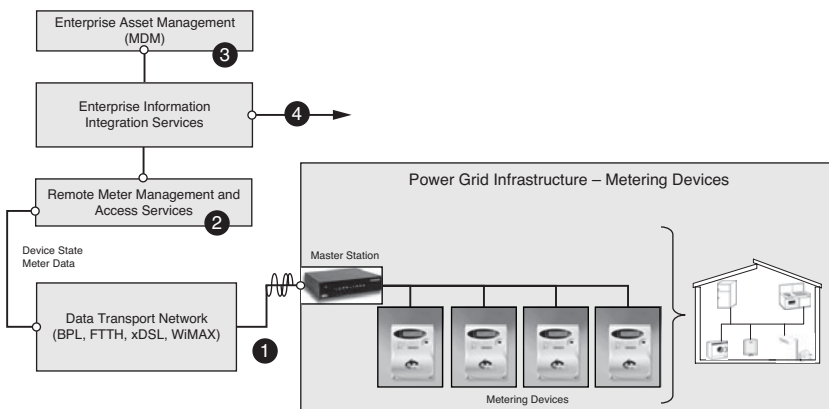 Enterprise Asset Management
(MDM)
3
Enterprise Information
Integration Services
4
Remote Meter Management and
Access Services
2
Device State
Meter Data
Data Transport Network
(BPL, FTTH, xDSL, WiMAX)
1
Power Grid Infrastructure – Metering Devices
Master Station
Metering Devices